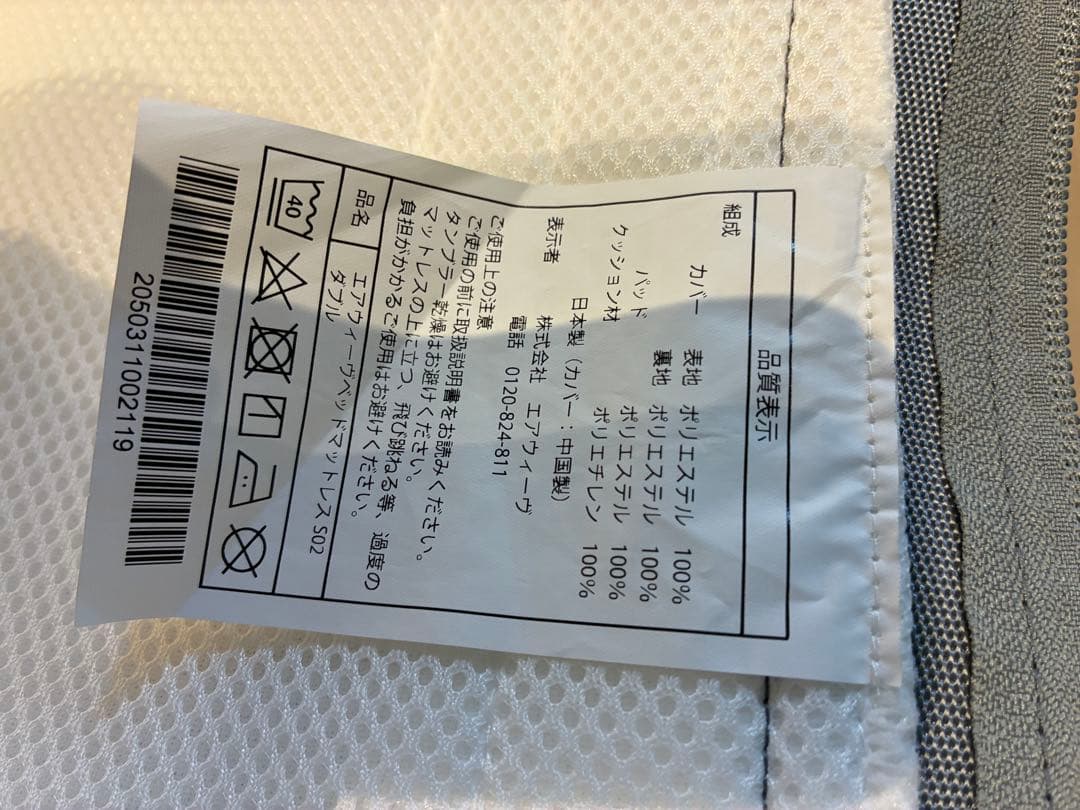 品質表示
組成
カバー 表地 ポリエステル 100%
裏地 ポリエステル 100%
パッド ポリエステル 100%
クッション材 ポリエチレン 100%
日本製(カバー:中国製)
表示者 株式会社 エアウィーヴ
電話 0120-824-811
ご使用上の注意
ご使用の前に取扱説明書をお読みください。
タンブラー乾燥はお避けください。
マットレスの上に立つ、飛び跳ねる等、過度の
負担がかかるご使用はお避けください。
品名 エアウィーヴベッドマットレス S02
ダブル
40
2050311002119